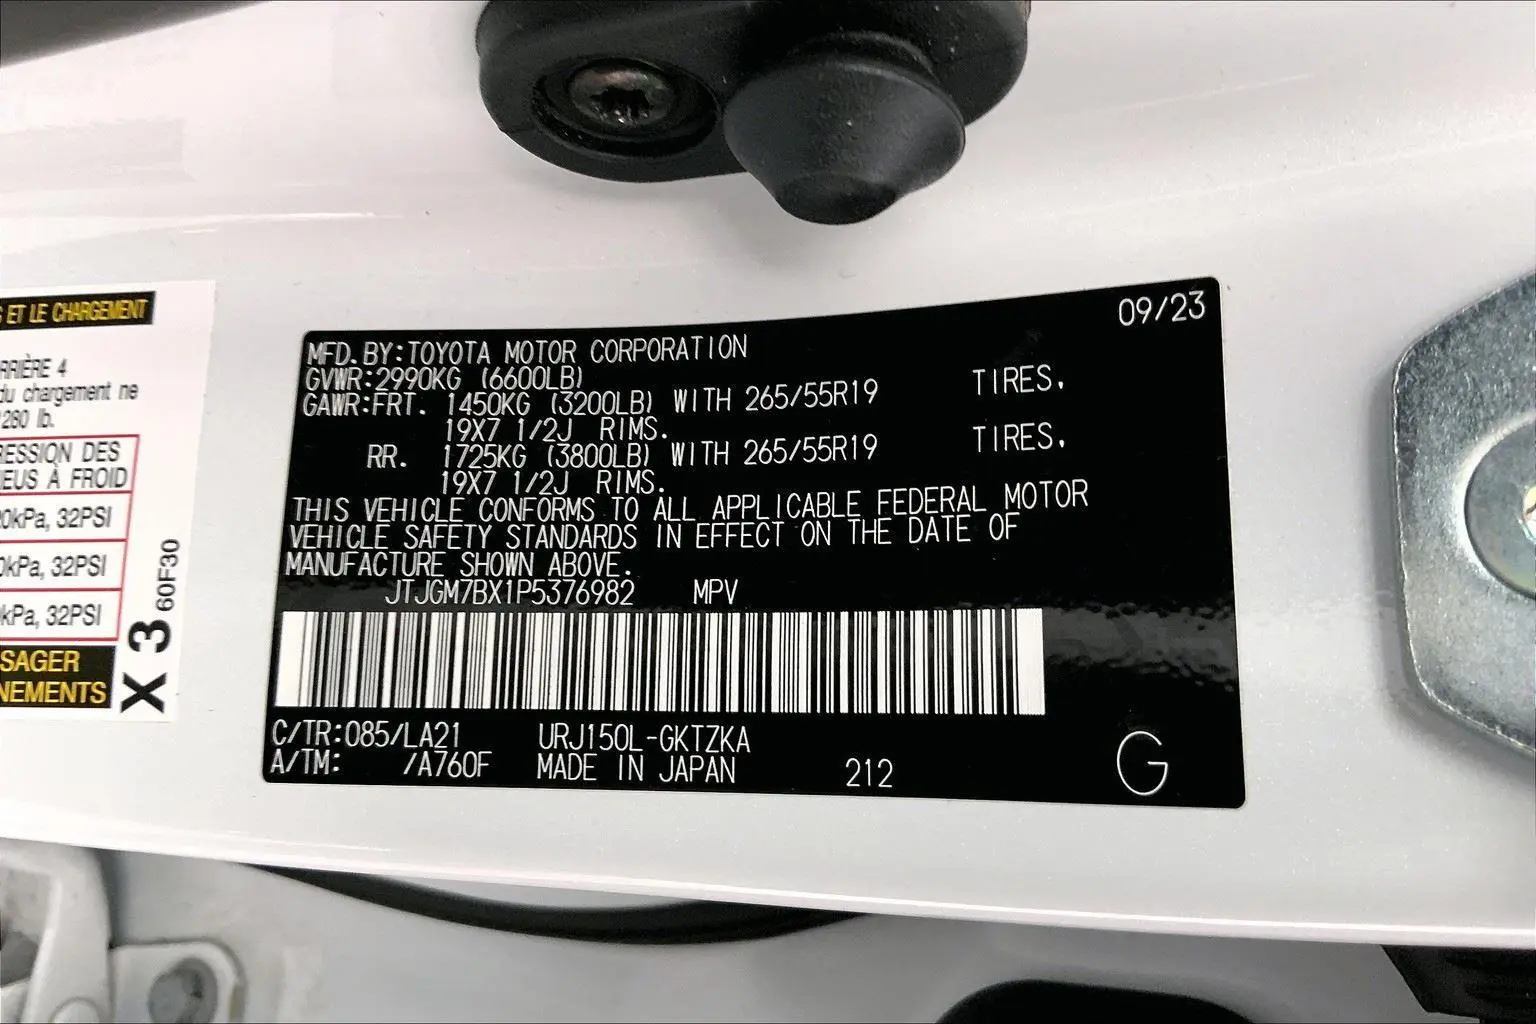 S ET LE CHARGEMENT
RRIÈRE 4
du chargement ne
1280 lb.
RESSION DES
NEUS À FROID
20kPa, 32PSI
0kPa, 32PSI
kPa, 32PSI
SAGER
NEMENTS
X 3 60F30
09/23
MFD. BY:TOYOTA MOTOR CORPORATION
GVWR:2990KG (6600LB)
GAWR:FRT. 1450KG (3200LB) WITH 265/55R19 TIRES.
19X7 1/2J RIMS.
RR. 1725KG (3800LB) WITH 265/55R19 TIRES.
19X7 1/2J RIMS.
THIS VEHICLE CONFORMS TO ALL APPLICABLE FEDERAL MOTOR
VEHICLE SAFETY STANDARDS IN EFFECT ON THE DATE OF
MANUFACTURE SHOWN ABOVE.
JTJGM7BX1P5376982 MPV
C/TR:085/LA21 URJ150L-GKTZKA
A/TM: /A760F MADE IN JAPAN 212 G